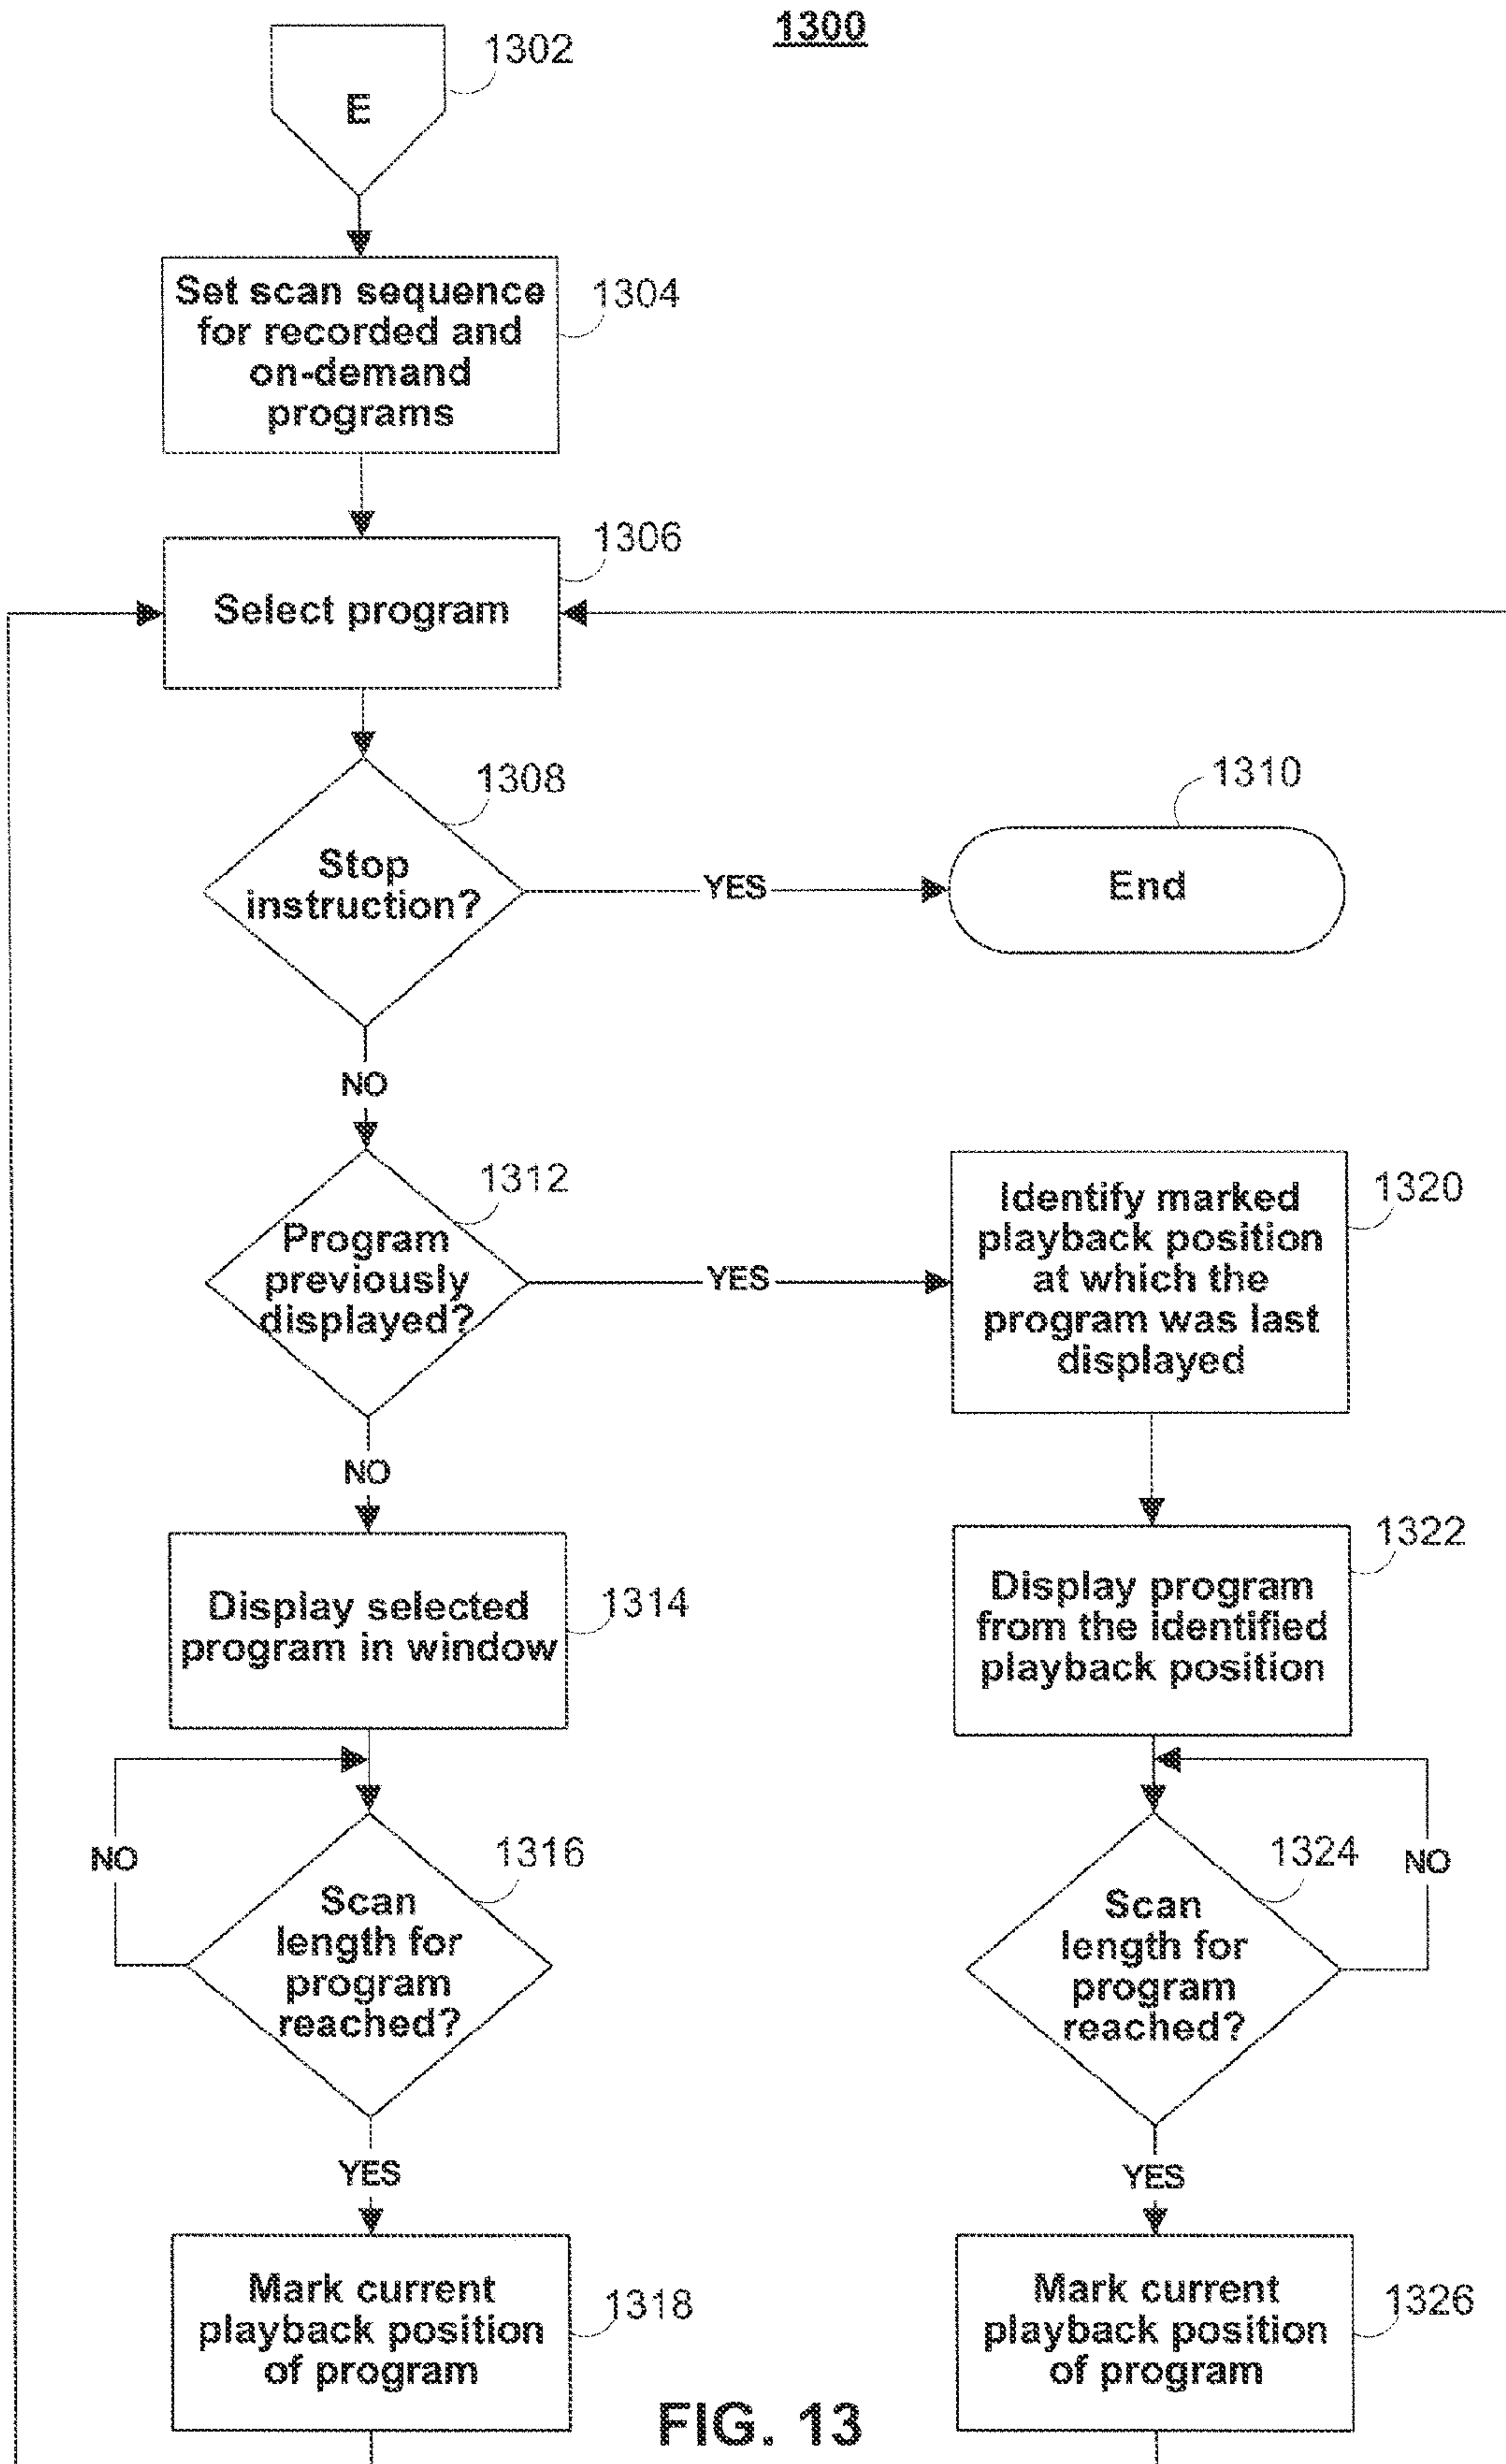 1300
1302
E
Set scan sequence
for recorded and
on-demand
programs
1304
1306
Select program
1308
Stop
instruction?
YES
1310
End
NO
1312
Program
previously
displayed?
YES
1320
Identify marked
playback position
at which the
program was last
displayed
NO
1314
Display selected
program in window
1322
Display program
from the identified
playback position
NO
1316
Scan
length for
program
reached?
1324
NO
Scan
length for
program
reached?
YES
YES
Mark current
playback position
of program
1318
Mark current
playback position
of program
1326
FIG. 13